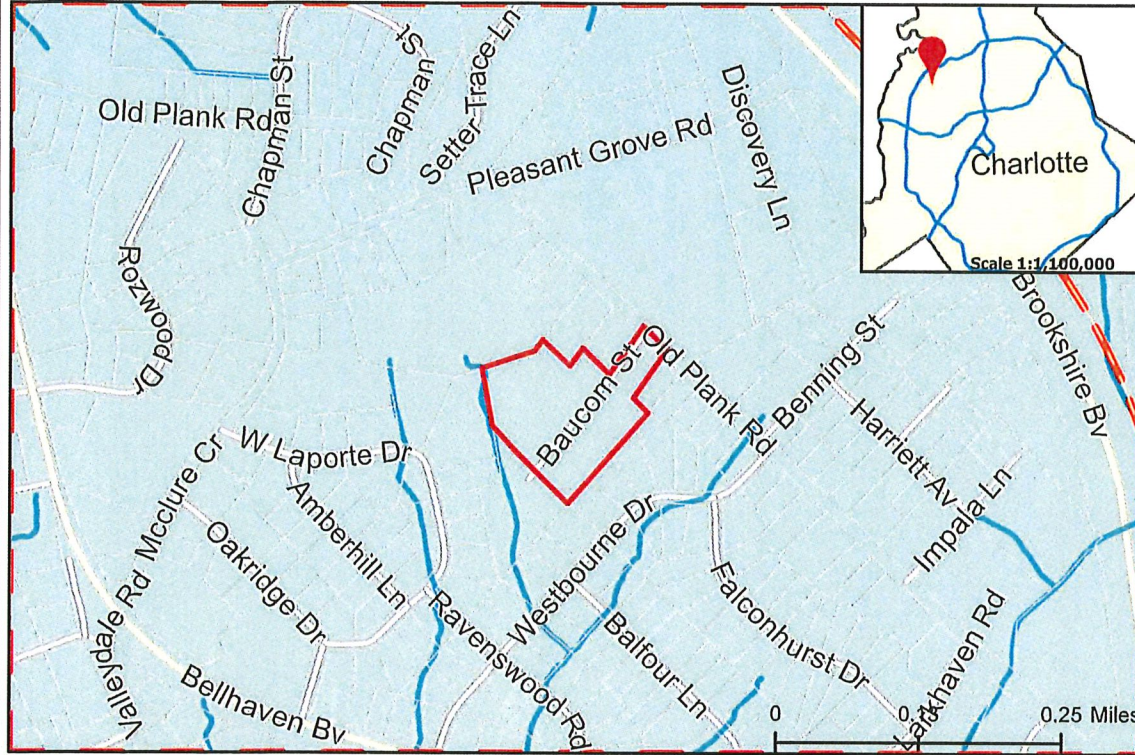 Old Plank Rd
Chapman St
Chapman St
Setter Trace Ln
Pleasant Grove Rd
Discovery Ln
Charlotte
Scale 1:1,100,000
Rozwood Dr
Baucom St
Old Plank Rd
Benning St
Brookshire Bv
Harriett Av
Impala Ln
W Laporte Dr
Mcclure Cr
Amberhill Ln
Oakridge Dr
Valleydale Rd
Bellhaven Bv
Ravenswood Rd
Westbourne Dr
Balfour Ln
Falconhurst Dr
Larkhaven Rd
0
0.25 Miles